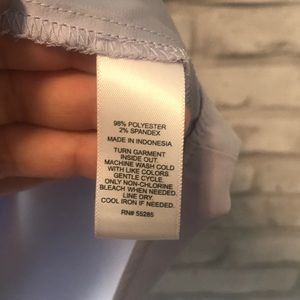 98% POLYESTER
2% SPANDEX
MADE IN INDONESIA
TURN GARMENT
INSIDE OUT.
MACHINE WASH COLD
WITH LIKE COLORS.
GENTLE CYCLE.
ONLY NON-CHLORINE
BLEACH WHEN NEEDED.
LINE DRY.
COOL IRON IF NEEDED.
RN# 55285